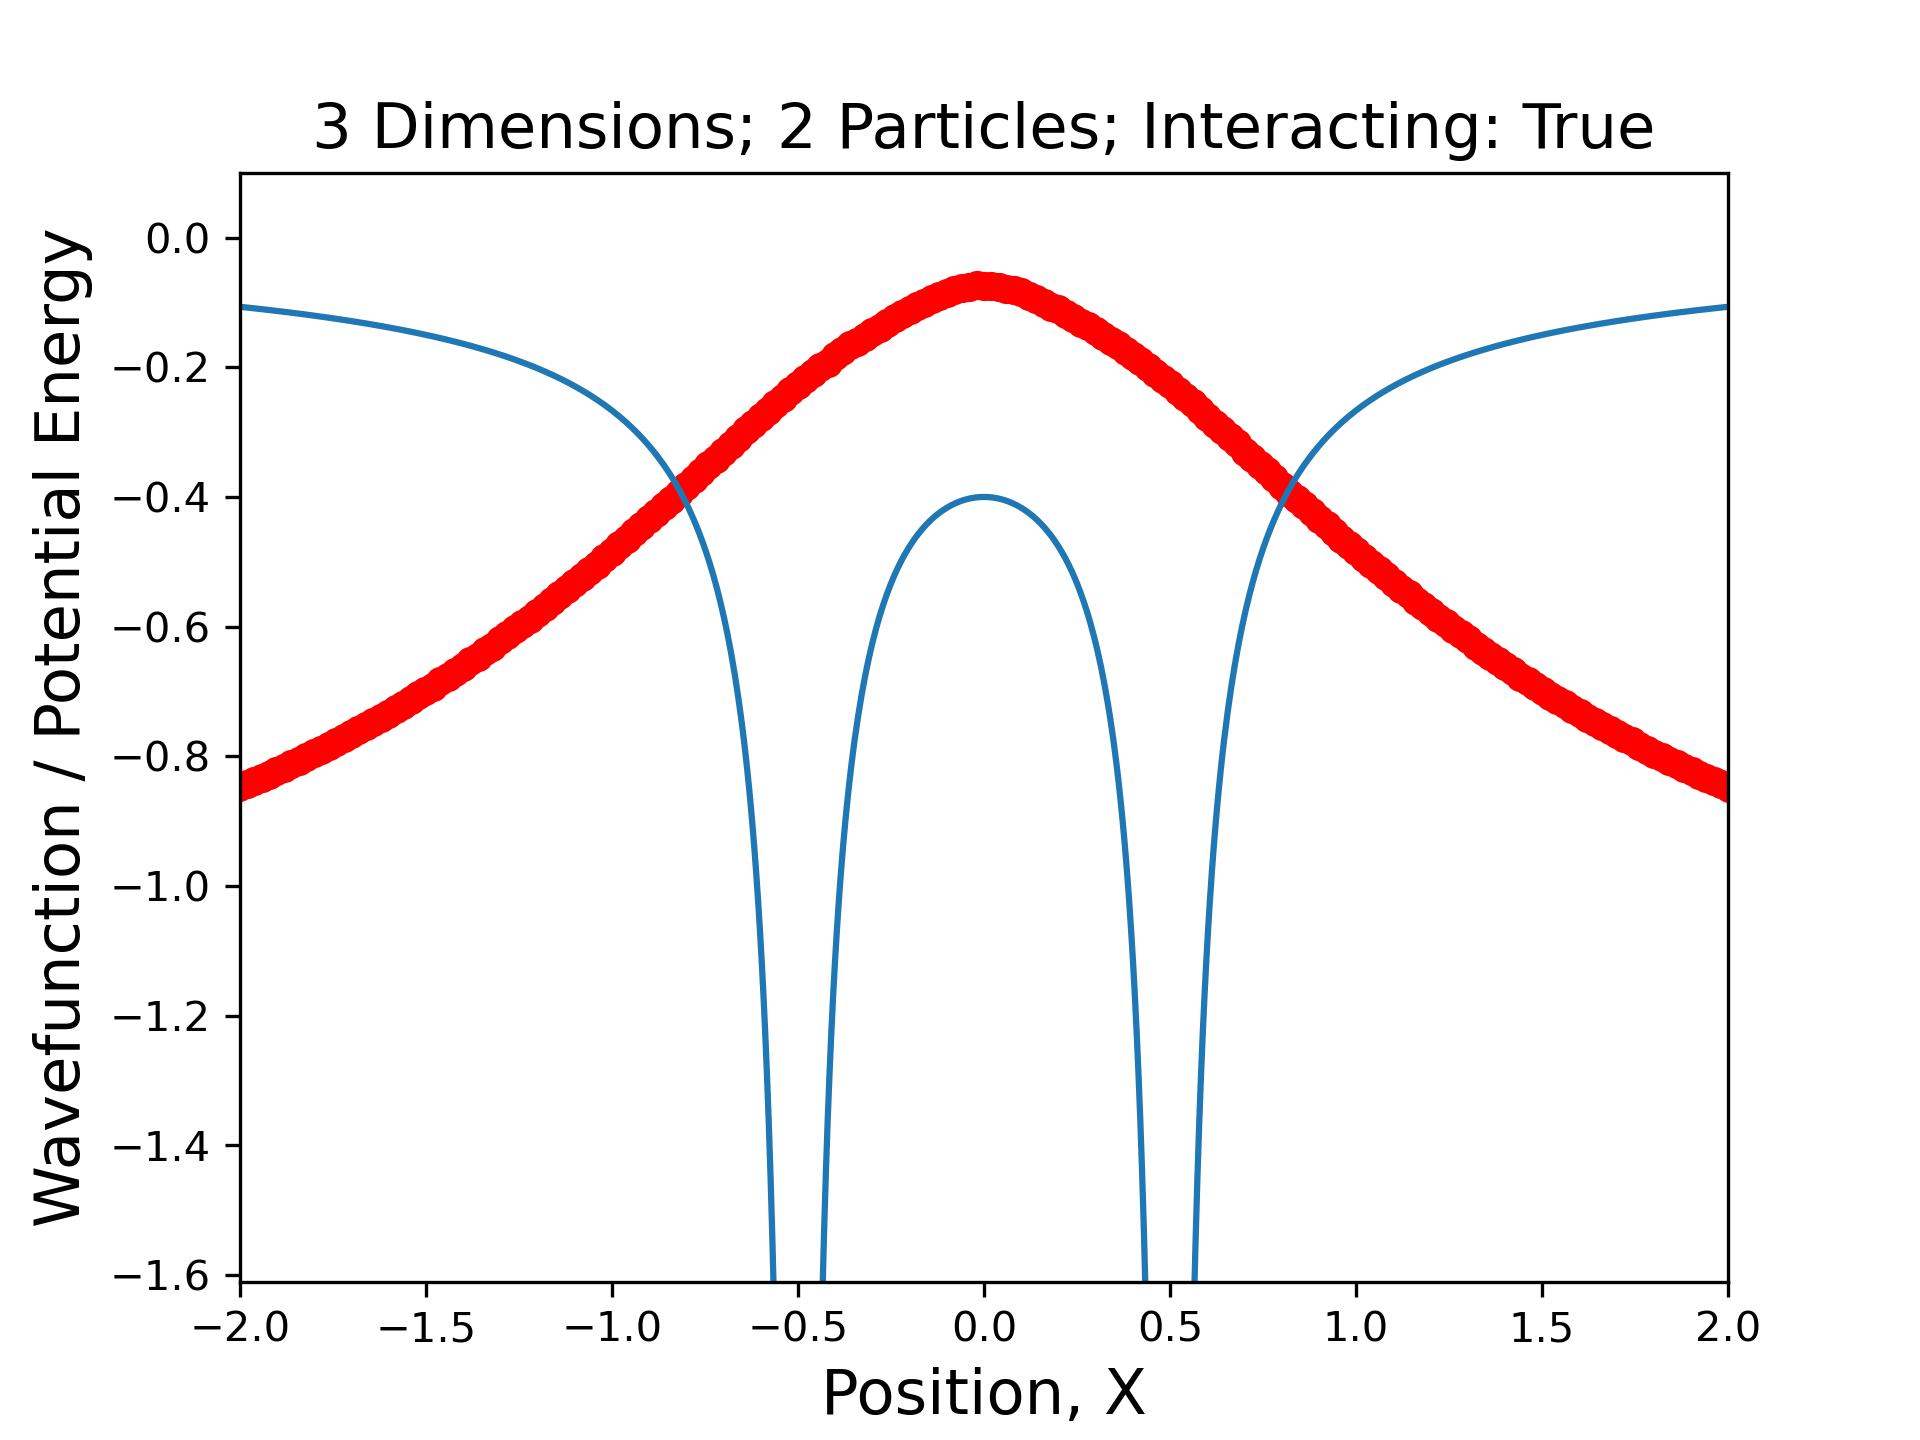 3 Dimensions; 2 Particles; Interacting: True
Wavefunction / Potential Energy
0.0
−0.2
−0.4
−0.6
−0.8
−1.0
−1.2
−1.4
−1.6
−2.0 −1.5 −1.0 −0.5 0.0 0.5 1.0 1.5 2.0
Position, X